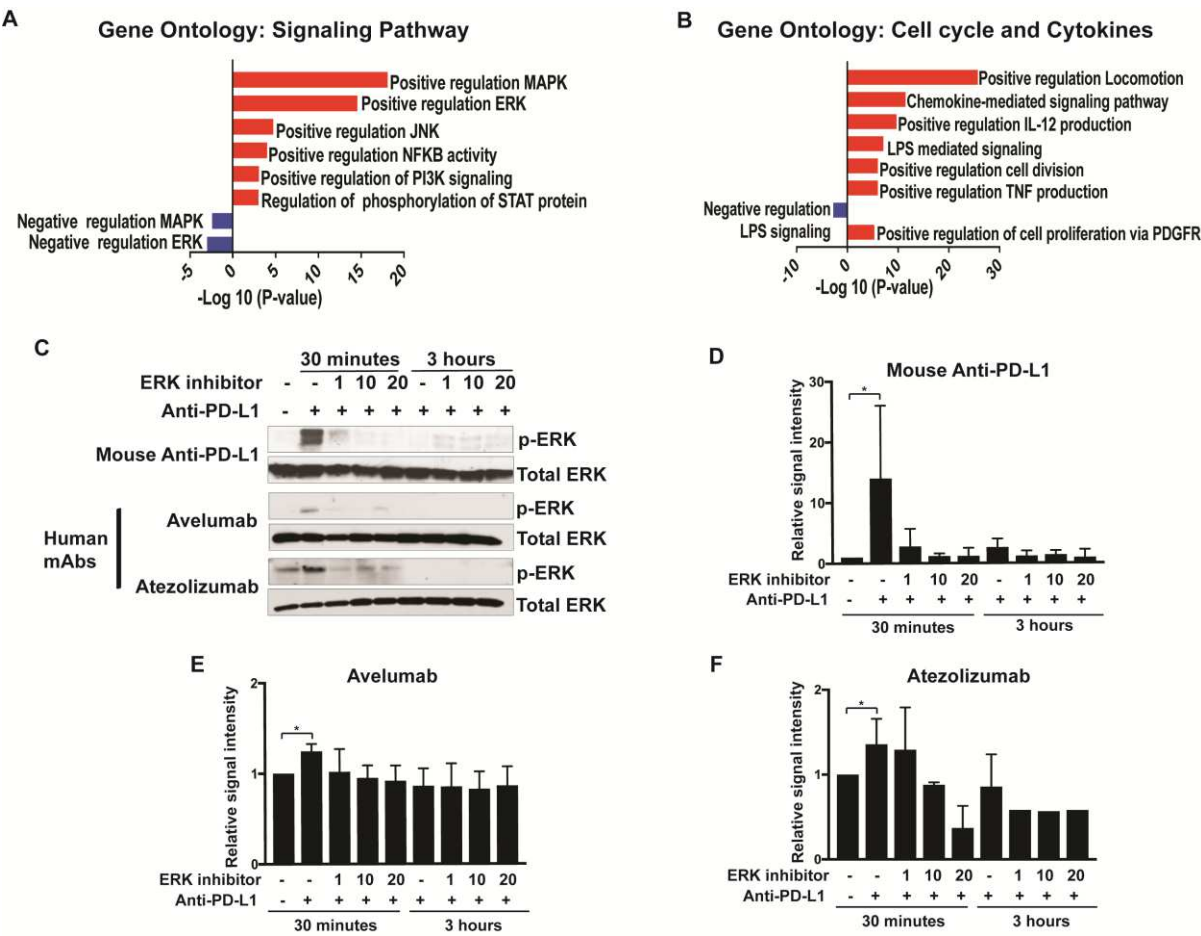 A
Gene Ontology: Signaling Pathway
Positive regulation MAPK
Positive regulation ERK
Positive regulation JNK
Positive regulation NFKB activity
Positive regulation of PI3K signaling
Regulation of phosphorylation of STAT protein
Negative regulation MAPK
Negative regulation ERK
-5 0 5 10 15 20
-Log 10 (P-value)
B
Gene Ontology: Cell cycle and Cytokines
Positive regulation Locomotion
Chemokine-mediated signaling pathway
Positive regulation IL-12 production
LPS mediated signaling
Positive regulation cell division
Positive regulation TNF production
Negative regulation
LPS signaling
Positive regulation of cell proliferation via PDGFR
-10 0 10 20 30
-Log 10 (P-value)
C
30 minutes 3 hours
ERK inhibitor - - 1 10 20 - 1 10 20
Anti-PD-L1 - + + + + + + + +
Mouse Anti-PD-L1
p-ERK
Total ERK
Human
mAbs
Avelumab
p-ERK
Total ERK
Atezolizumab
p-ERK
Total ERK
D
Mouse Anti-PD-L1
Relative signal intensity
30
20
10
0
*
ERK inhibitor - - 1 10 20 - 1 10 20
Anti-PD-L1 - + + + + + + + +
30 minutes 3 hours
E
Avelumab
Relative signal intensity
2
1
0
*
ERK inhibitor - - 1 10 20 - 1 10 20
Anti-PD-L1 - + + + + + + + +
30 minutes 3 hours
F
Atezolizumab
Relative signal intensity
2
1
0
*
ERK inhibitor - - 1 10 20 - 1 10 20
Anti-PD-L1 - + + + + + + + +
30 minutes 3 hours